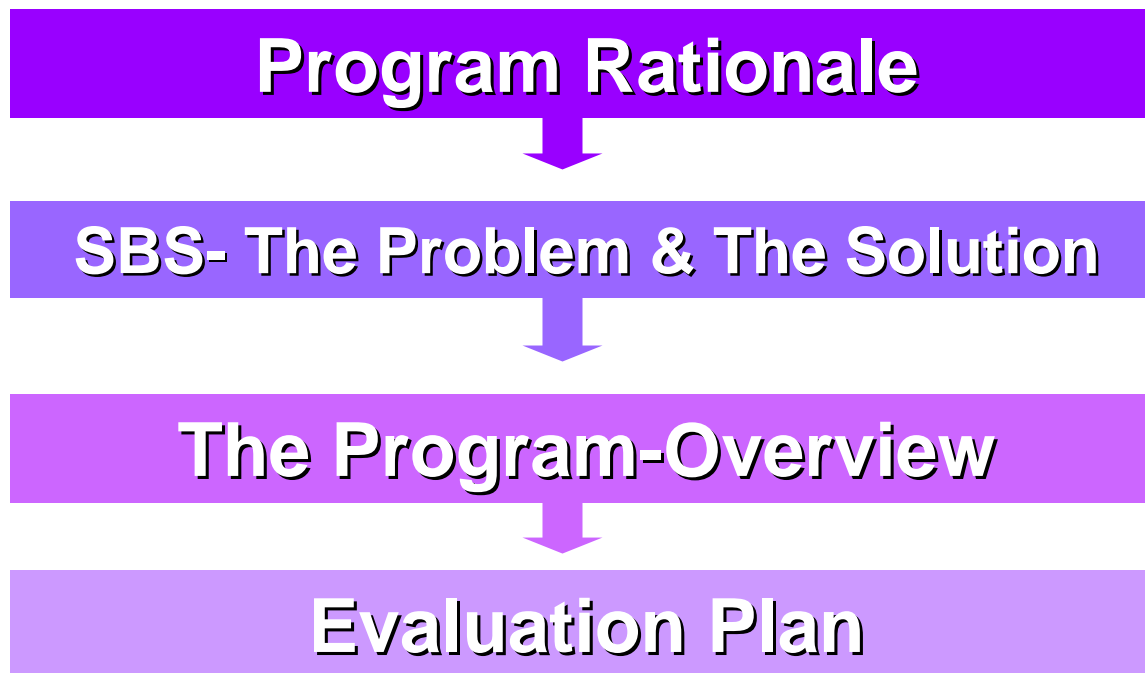 Program Rationale
SBS- The Problem & The Solution
The Program-Overview
Evaluation Plan